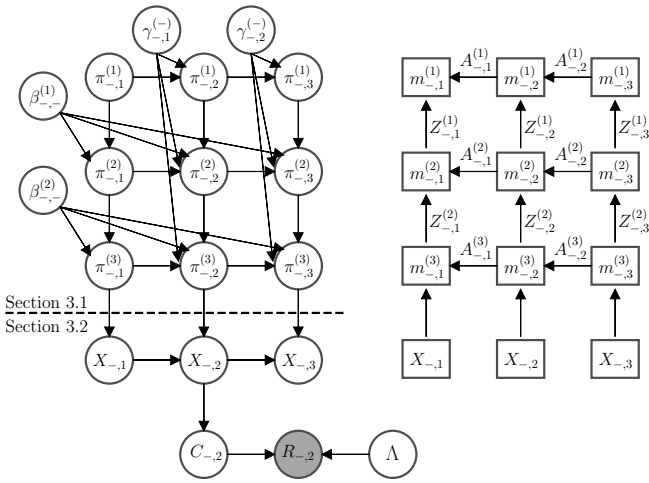 γ_{−,1}^{(−)} γ_{−,2}^{(−)}
π_{−,1}^{(1)} π_{−,2}^{(1)} π_{−,3}^{(1)}
β_{−,−}^{(1)}
π_{−,1}^{(2)} π_{−,2}^{(2)} π_{−,3}^{(2)}
β_{−,−}^{(2)}
π_{−,1}^{(3)} π_{−,2}^{(3)} π_{−,3}^{(3)}
Section 3.1
Section 3.2
X_{−,1} X_{−,2} X_{−,3}
C_{−,2} R_{−,2} Λ
A_{−,1}^{(1)} A_{−,2}^{(1)}
m_{−,1}^{(1)} m_{−,2}^{(1)} m_{−,3}^{(1)}
Z_{−,1}^{(1)} Z_{−,2}^{(1)} Z_{−,3}^{(1)}
A_{−,1}^{(2)} A_{−,2}^{(2)}
m_{−,1}^{(2)} m_{−,2}^{(2)} m_{−,3}^{(2)}
Z_{−,1}^{(2)} Z_{−,2}^{(2)} Z_{−,3}^{(2)}
A_{−,1}^{(3)} A_{−,2}^{(3)}
m_{−,1}^{(3)} m_{−,2}^{(3)} m_{−,3}^{(3)}
X_{−,1} X_{−,2} X_{−,3}